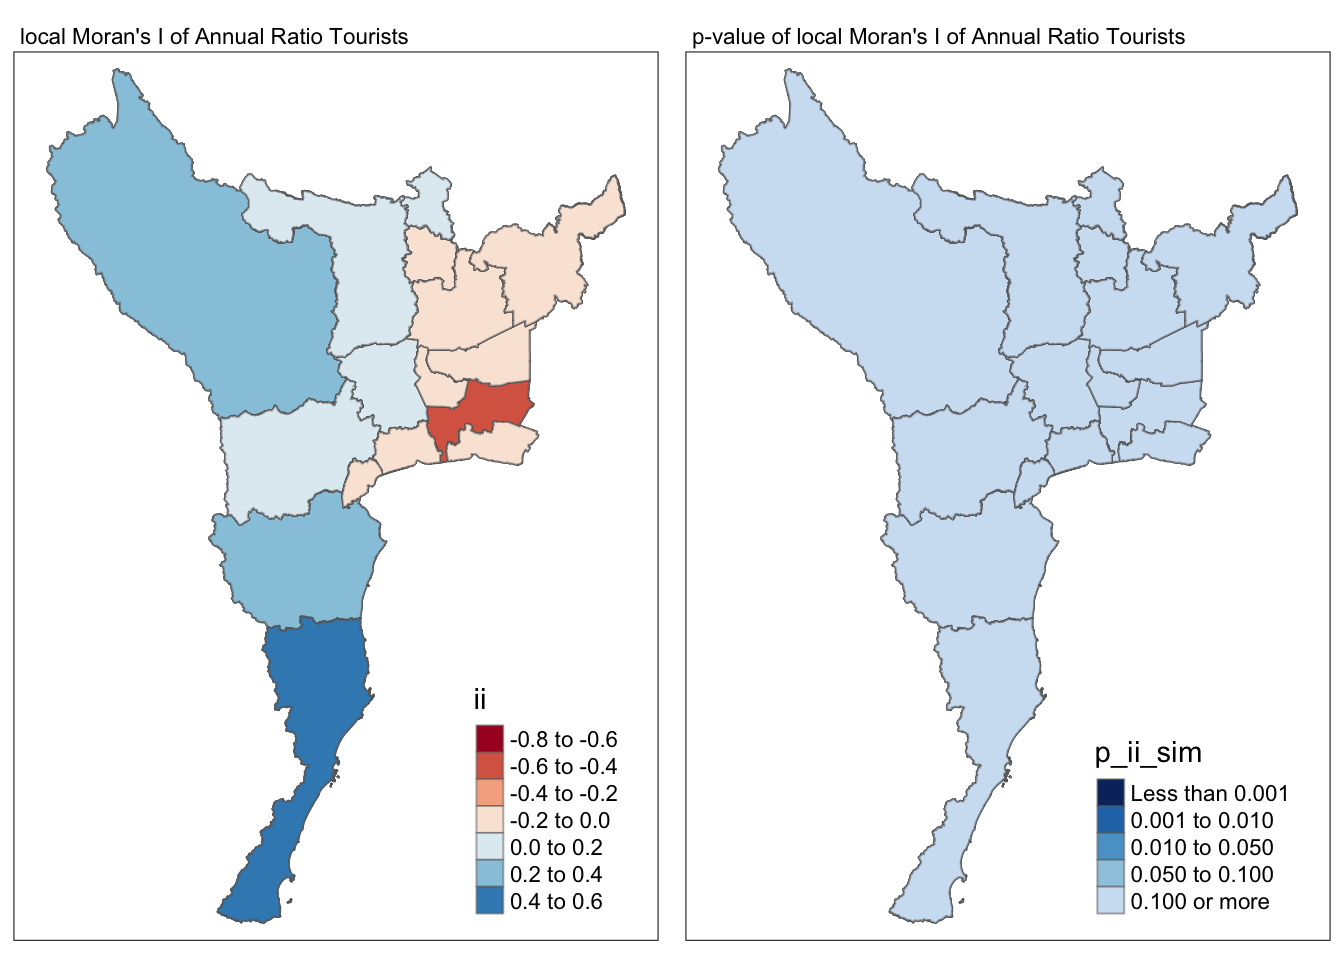 local Moran's I of Annual Ratio Tourists
ii
-0.8 to -0.6
-0.6 to -0.4
-0.4 to -0.2
-0.2 to 0.0
0.0 to 0.2
0.2 to 0.4
0.4 to 0.6
p-value of local Moran's I of Annual Ratio Tourists
p_ii_sim
Less than 0.001
0.001 to 0.010
0.010 to 0.050
0.050 to 0.100
0.100 or more